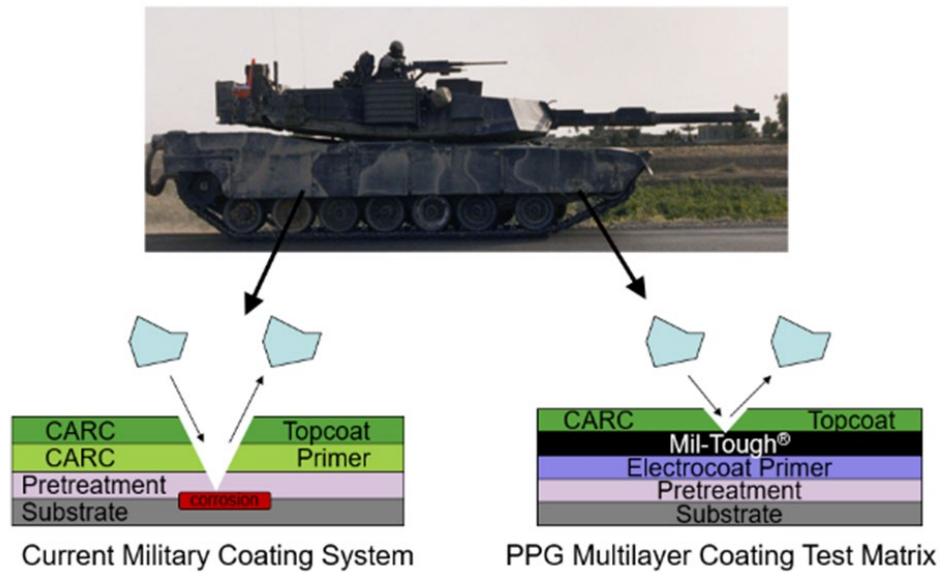 CARC Topcoat
CARC Primer
Pretreatment
corrosion
Substrate
Current Military Coating System
CARC Topcoat
Mil-Tough®
Electrocoat Primer
Pretreatment
Substrate
PPG Multilayer Coating Test Matrix